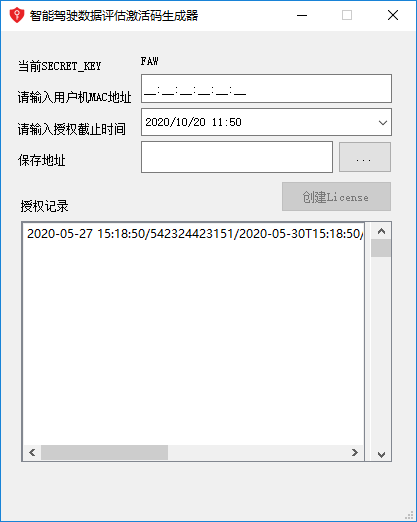 智能驾驶数据评估激活码生成器
当前SECRET_KEY FAW
请输入用户机MAC地址 __:__:__:__:__:__
请输入授权截止时间 2020/10/20 11:50
保存地址 ...
创建License
授权记录
2020-05-27 15:18:50/542324423151/2020-05-30T15:18:50/